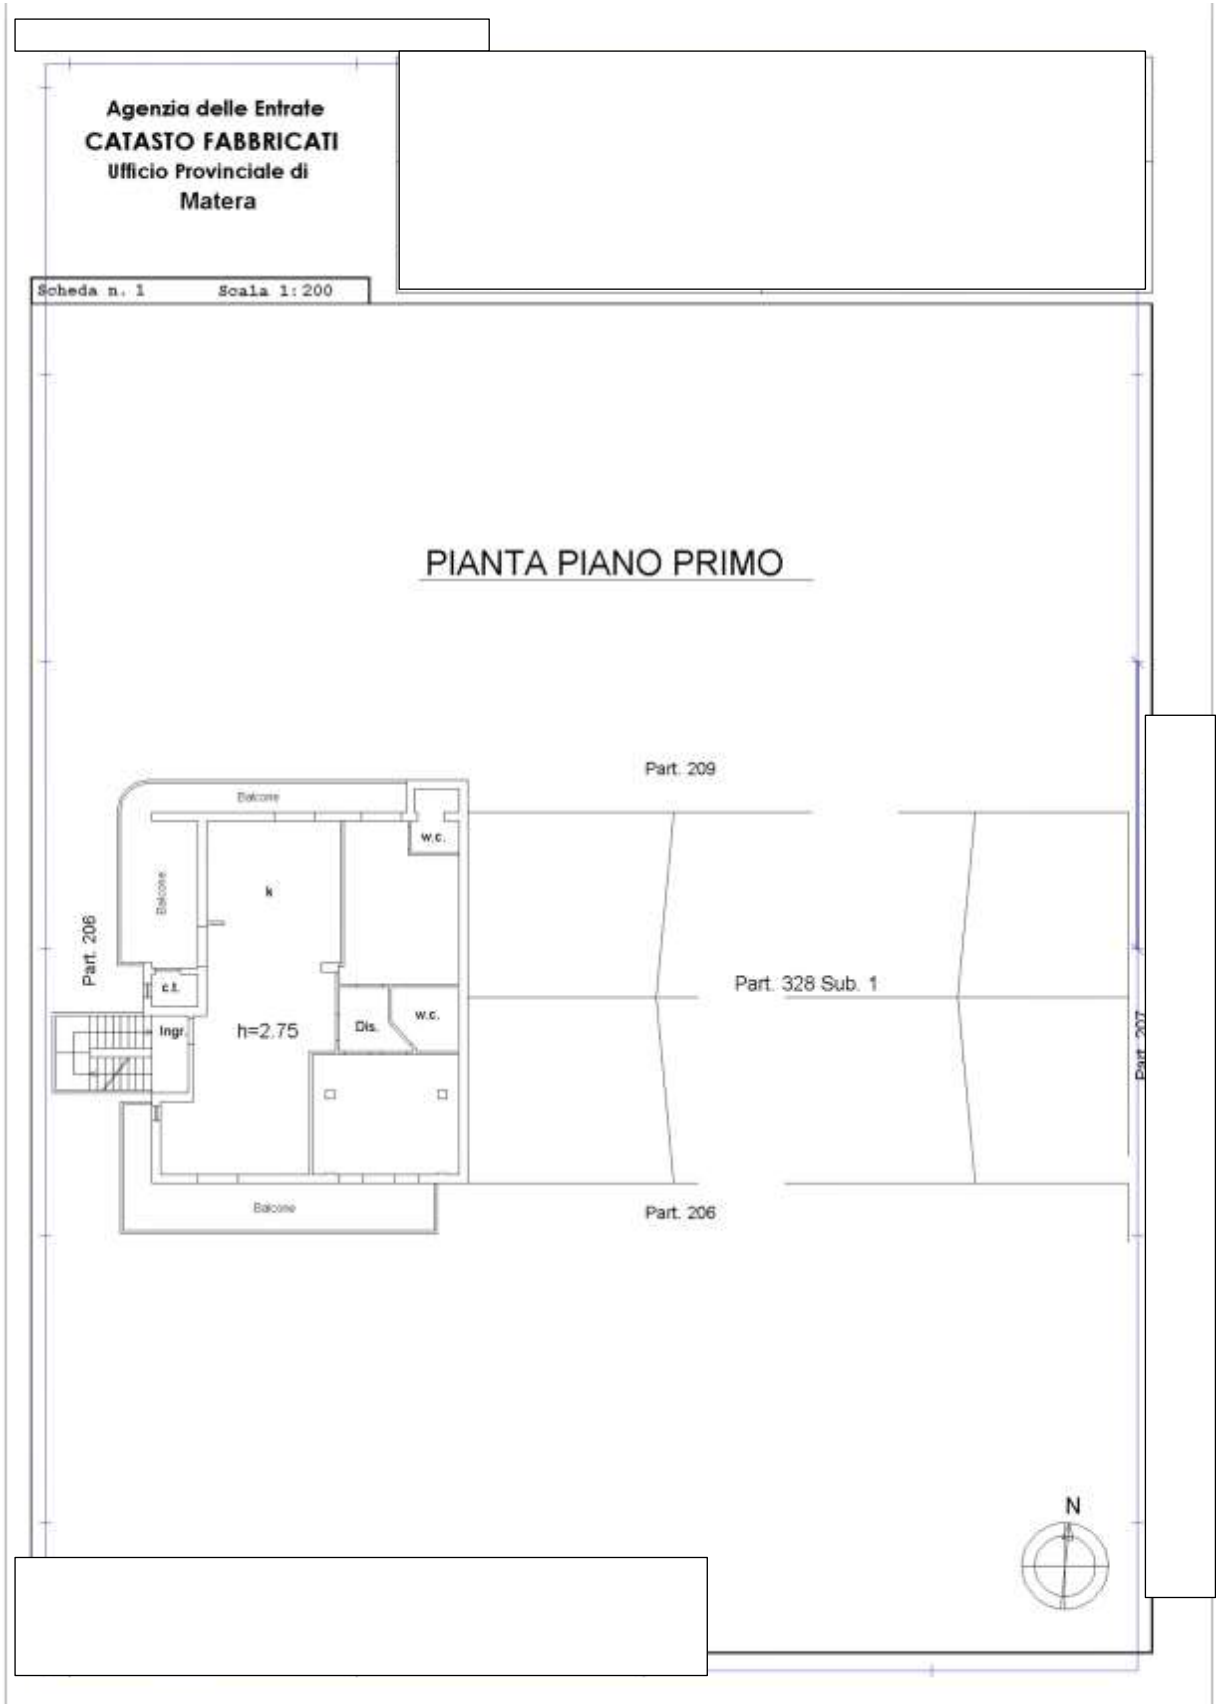 Agenzia delle Entrate
CATASTO FABBRICATI
Ufficio Provinciale di
Matera
Scheda n. 1 Scala 1:200
PIANTA PIANO PRIMO
Part. 209
Balcone
w.c.
k
Balcone
Part. 206
c.t.
Part. 328 Sub. 1
w.c.
Dis.
Ingr.
h=2.75
Part. 207
Balcone
Part. 206
N